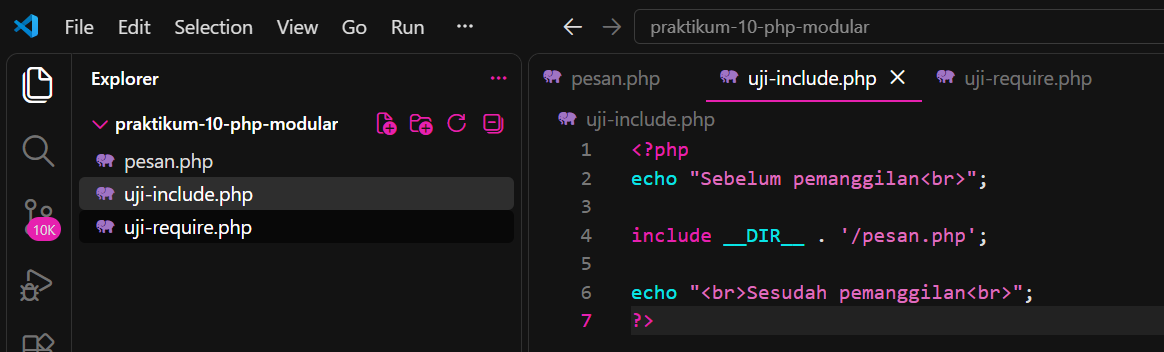 File Edit Selection View Go Run ···
praktikum-10-php-modular
Explorer ···
praktikum-10-php-modular
pesan.php
uji-include.php
uji-require.php
10K
pesan.php uji-include.php uji-require.php
uji-include.php
1 <?php
2 echo "Sebelum pemanggilan<br>";
3
4 include __DIR__ . '/pesan.php';
5
6 echo "<br>Sesudah pemanggilan<br>";
7 ?>